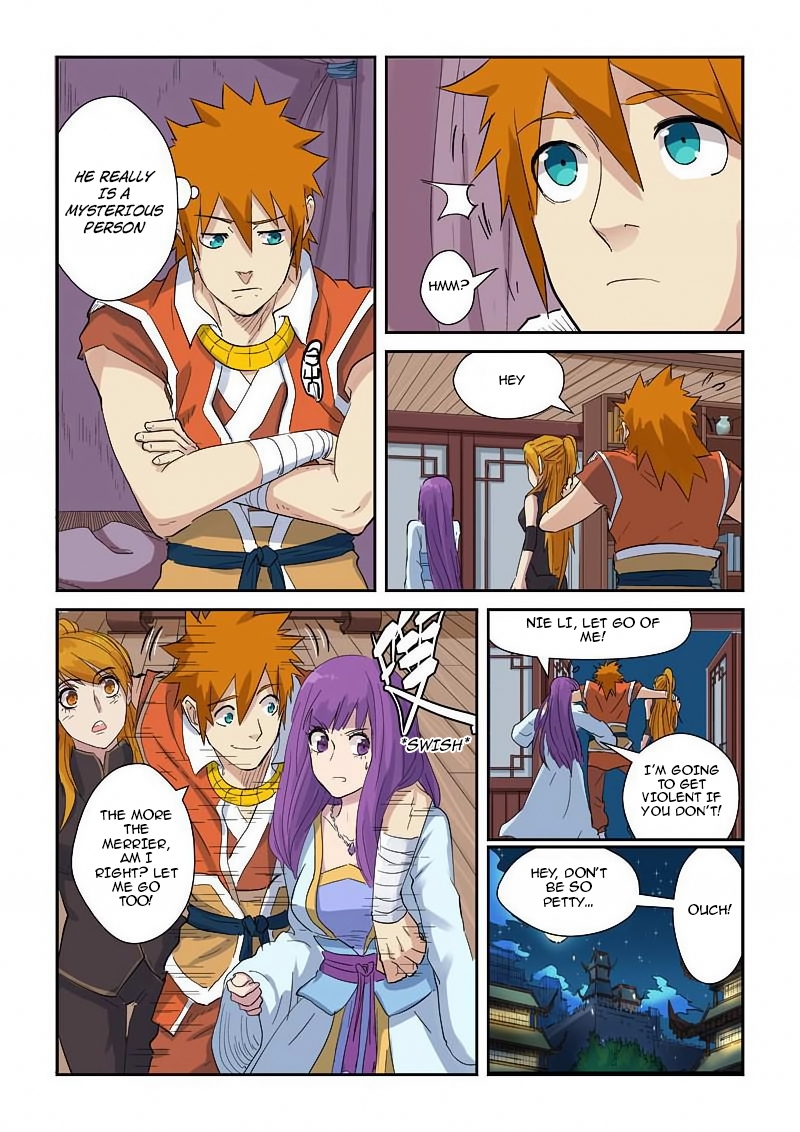 HE REALLY
IS A
MYSTERIOUS
PERSON
HMM?
HEY
*SWISH*
THE MORE
THE
MERRIER,
AM I
RIGHT? LET
ME GO
TOO!
NIE LI, LET GO OF
ME!
I'M GOING
TO GET
VIOLENT IF
YOU DON'T!
HEY, DON'T
BE SO
PETTY...
OUCH!